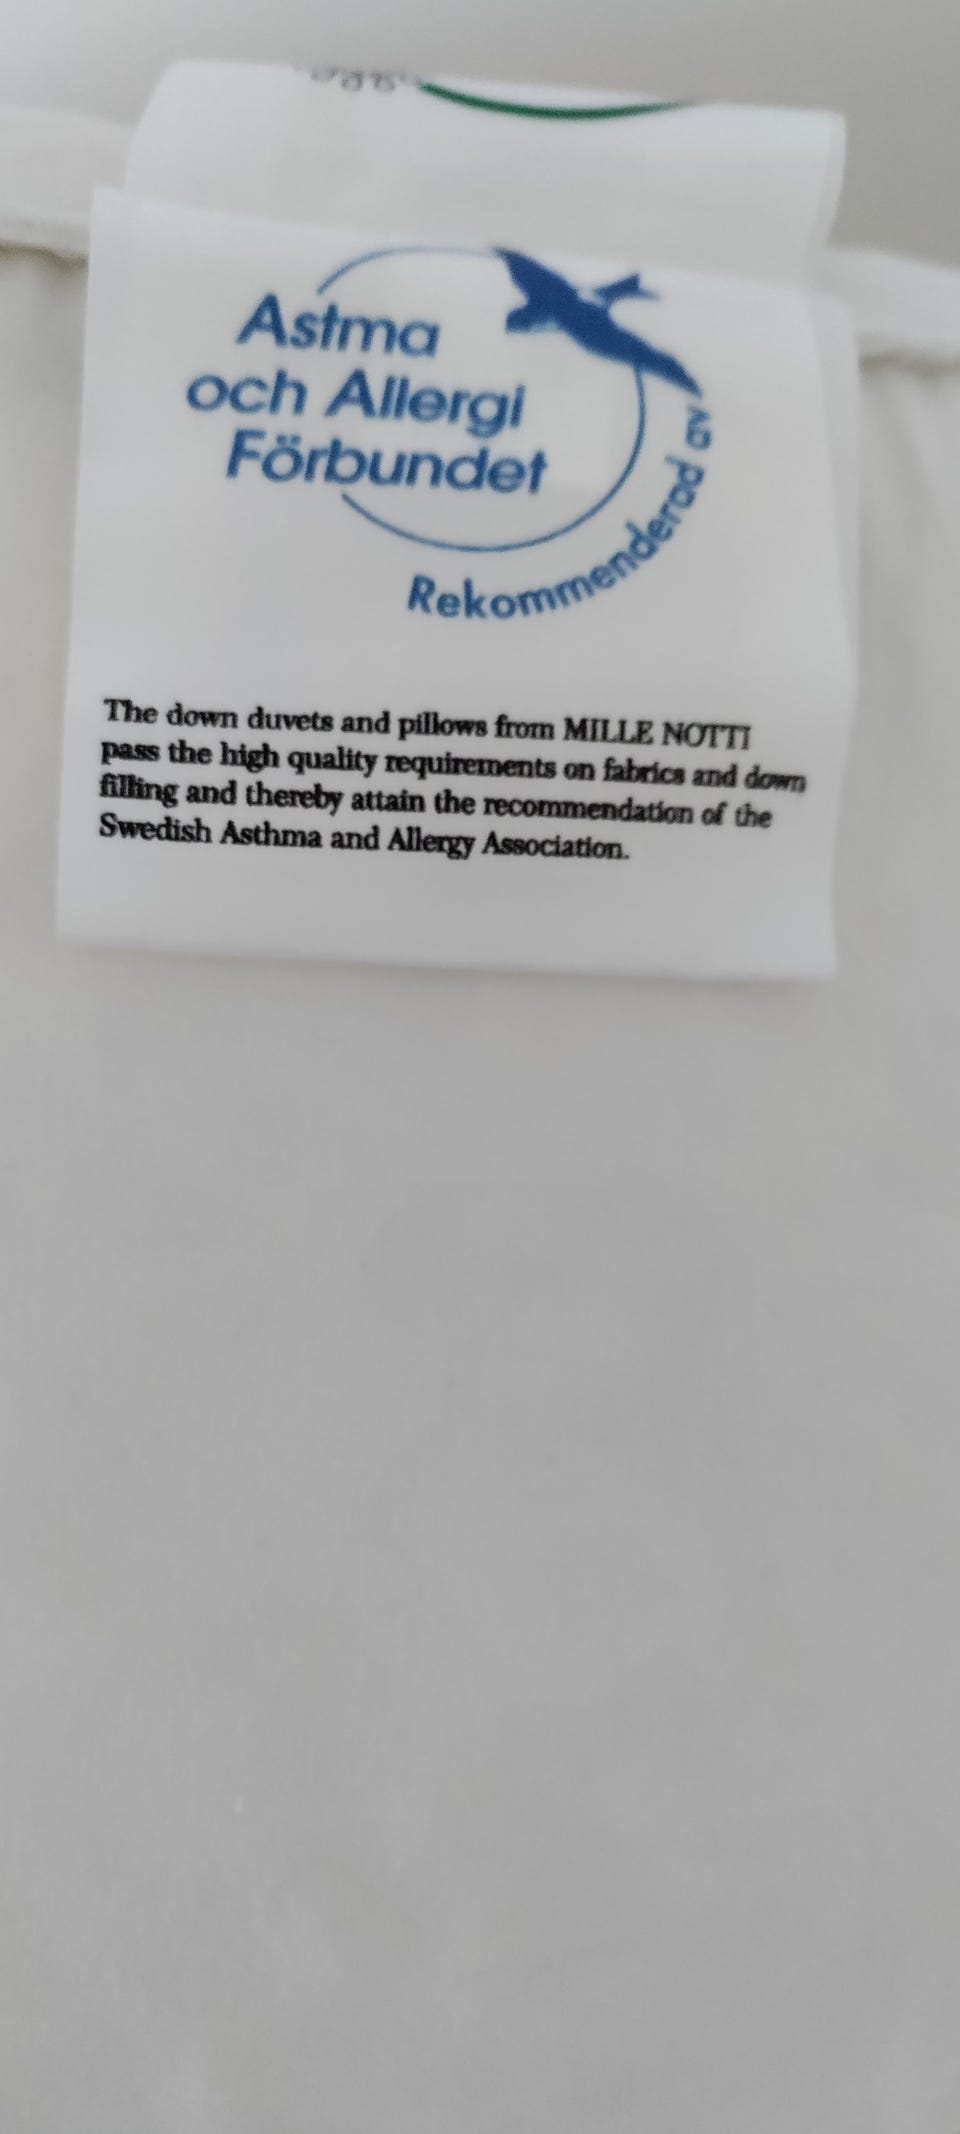 Astma
och Allergi
Förbundet
Rekommenderad av
The down duvets and pillows from MILLE NOTTI
pass the high quality requirements on fabrics and down
filling and thereby attain the recommendation of the
Swedish Asthma and Allergy Association.